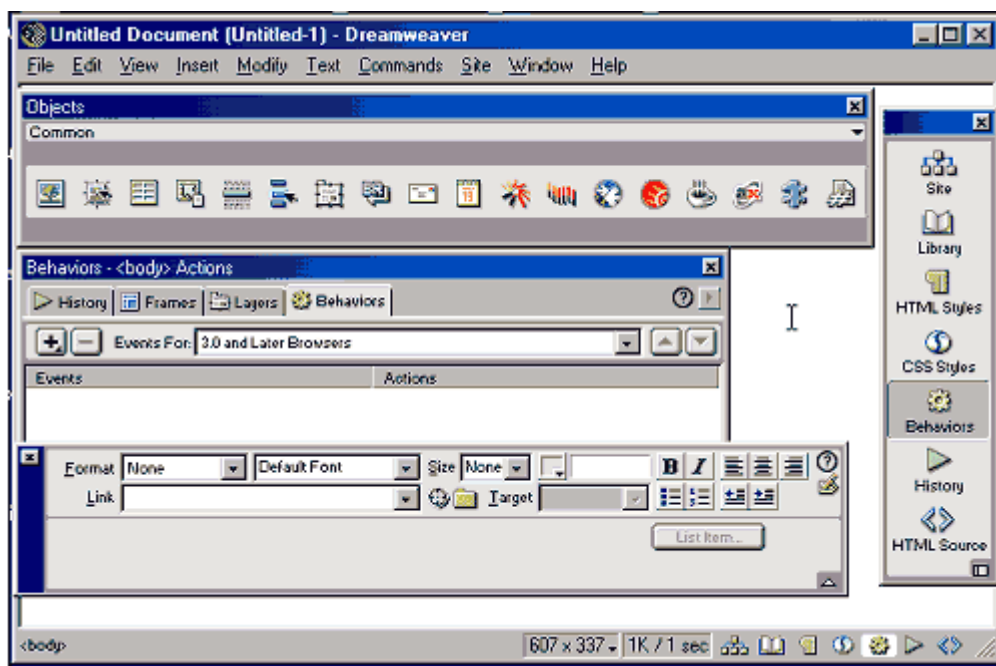 Untitled Document (Untitled-1) - Dreamweaver
File Edit View Insert Modify Text Commands Site Window Help
Objects
Common
19
Site
Library
HTML Styles
CSS Styles
Behaviors
History
HTML Source
Behaviors - <body> Actions
History Frames Layers Behaviors
Events For: 3.0 and Later Browsers
Events Actions
Format None Default Font Size None B I
Link Target
List Item...
<body> 607 x 337 1K / 1 sec